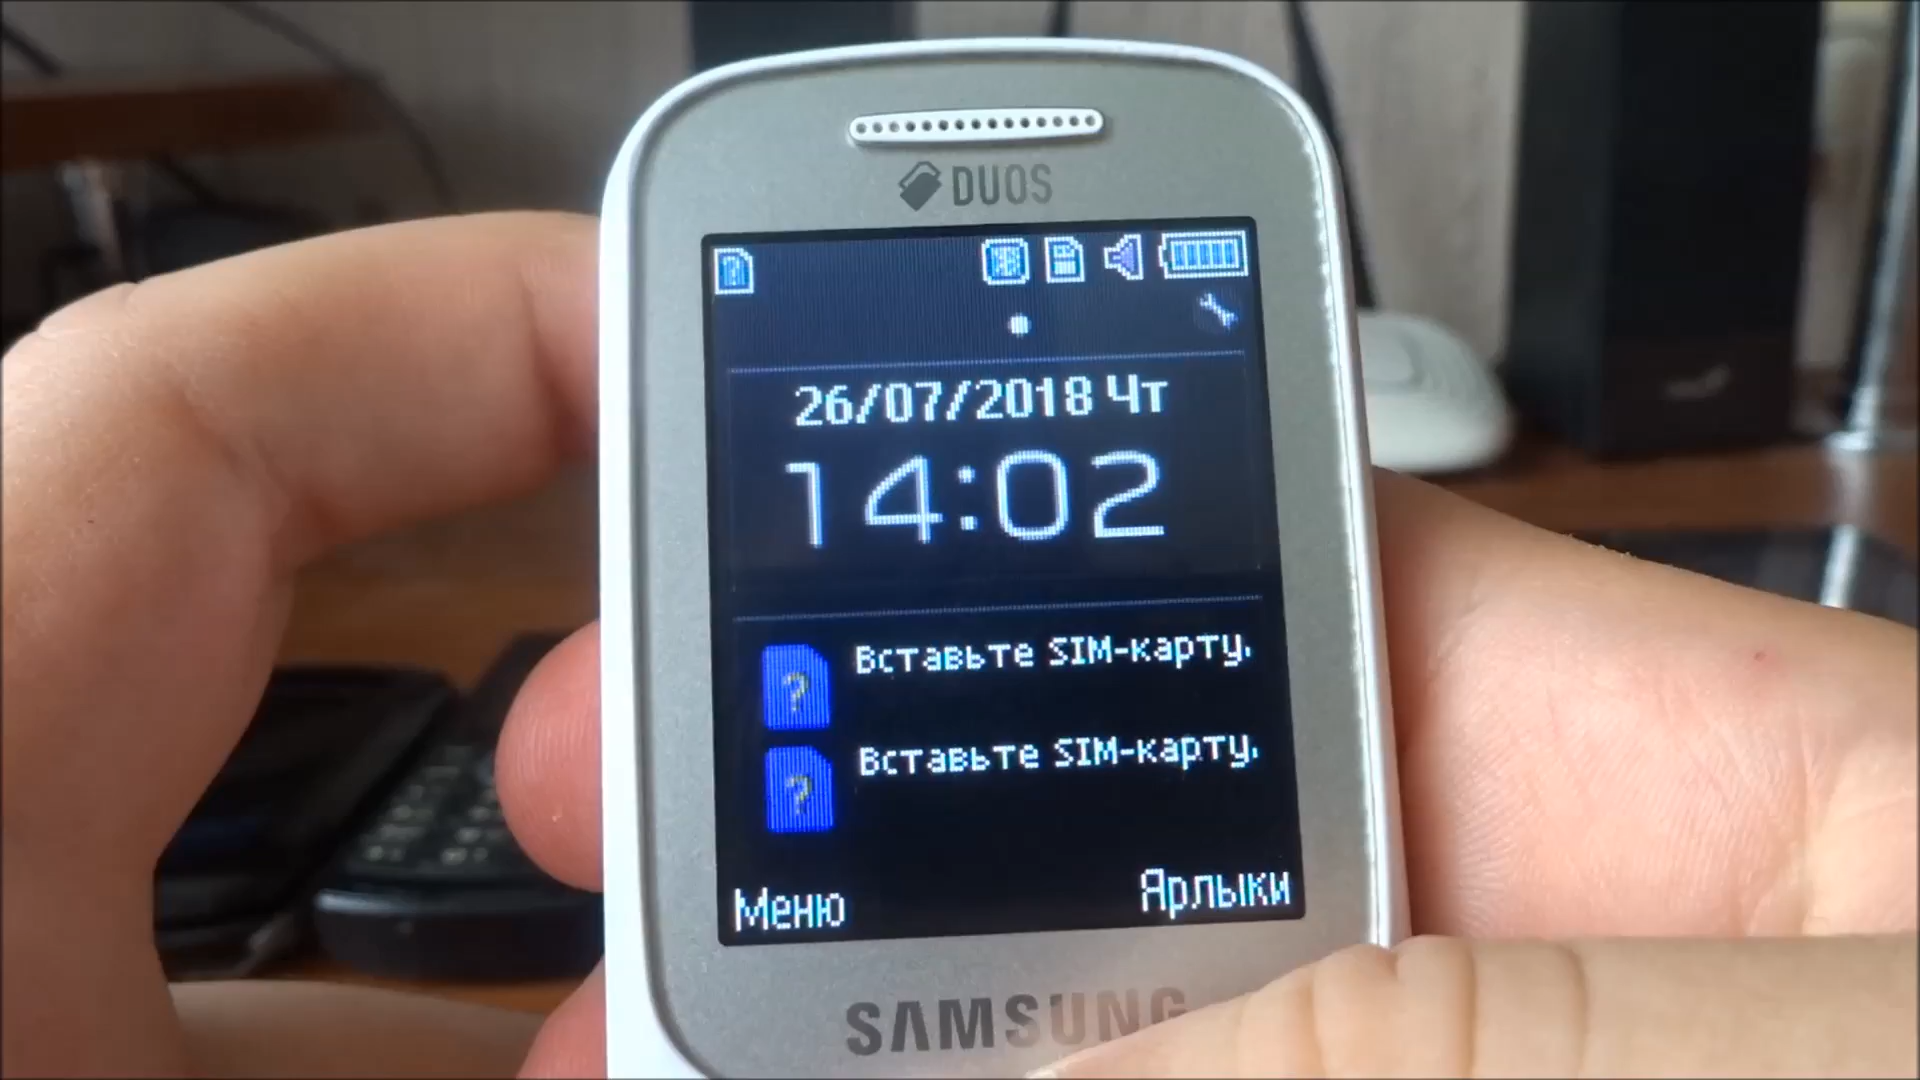 DUOS
26/07/2018 Чт
14:02
? Вставьте SIM-карту.
? Вставьте SIM-карту.
Меню Ярлыки
SAMSUNG